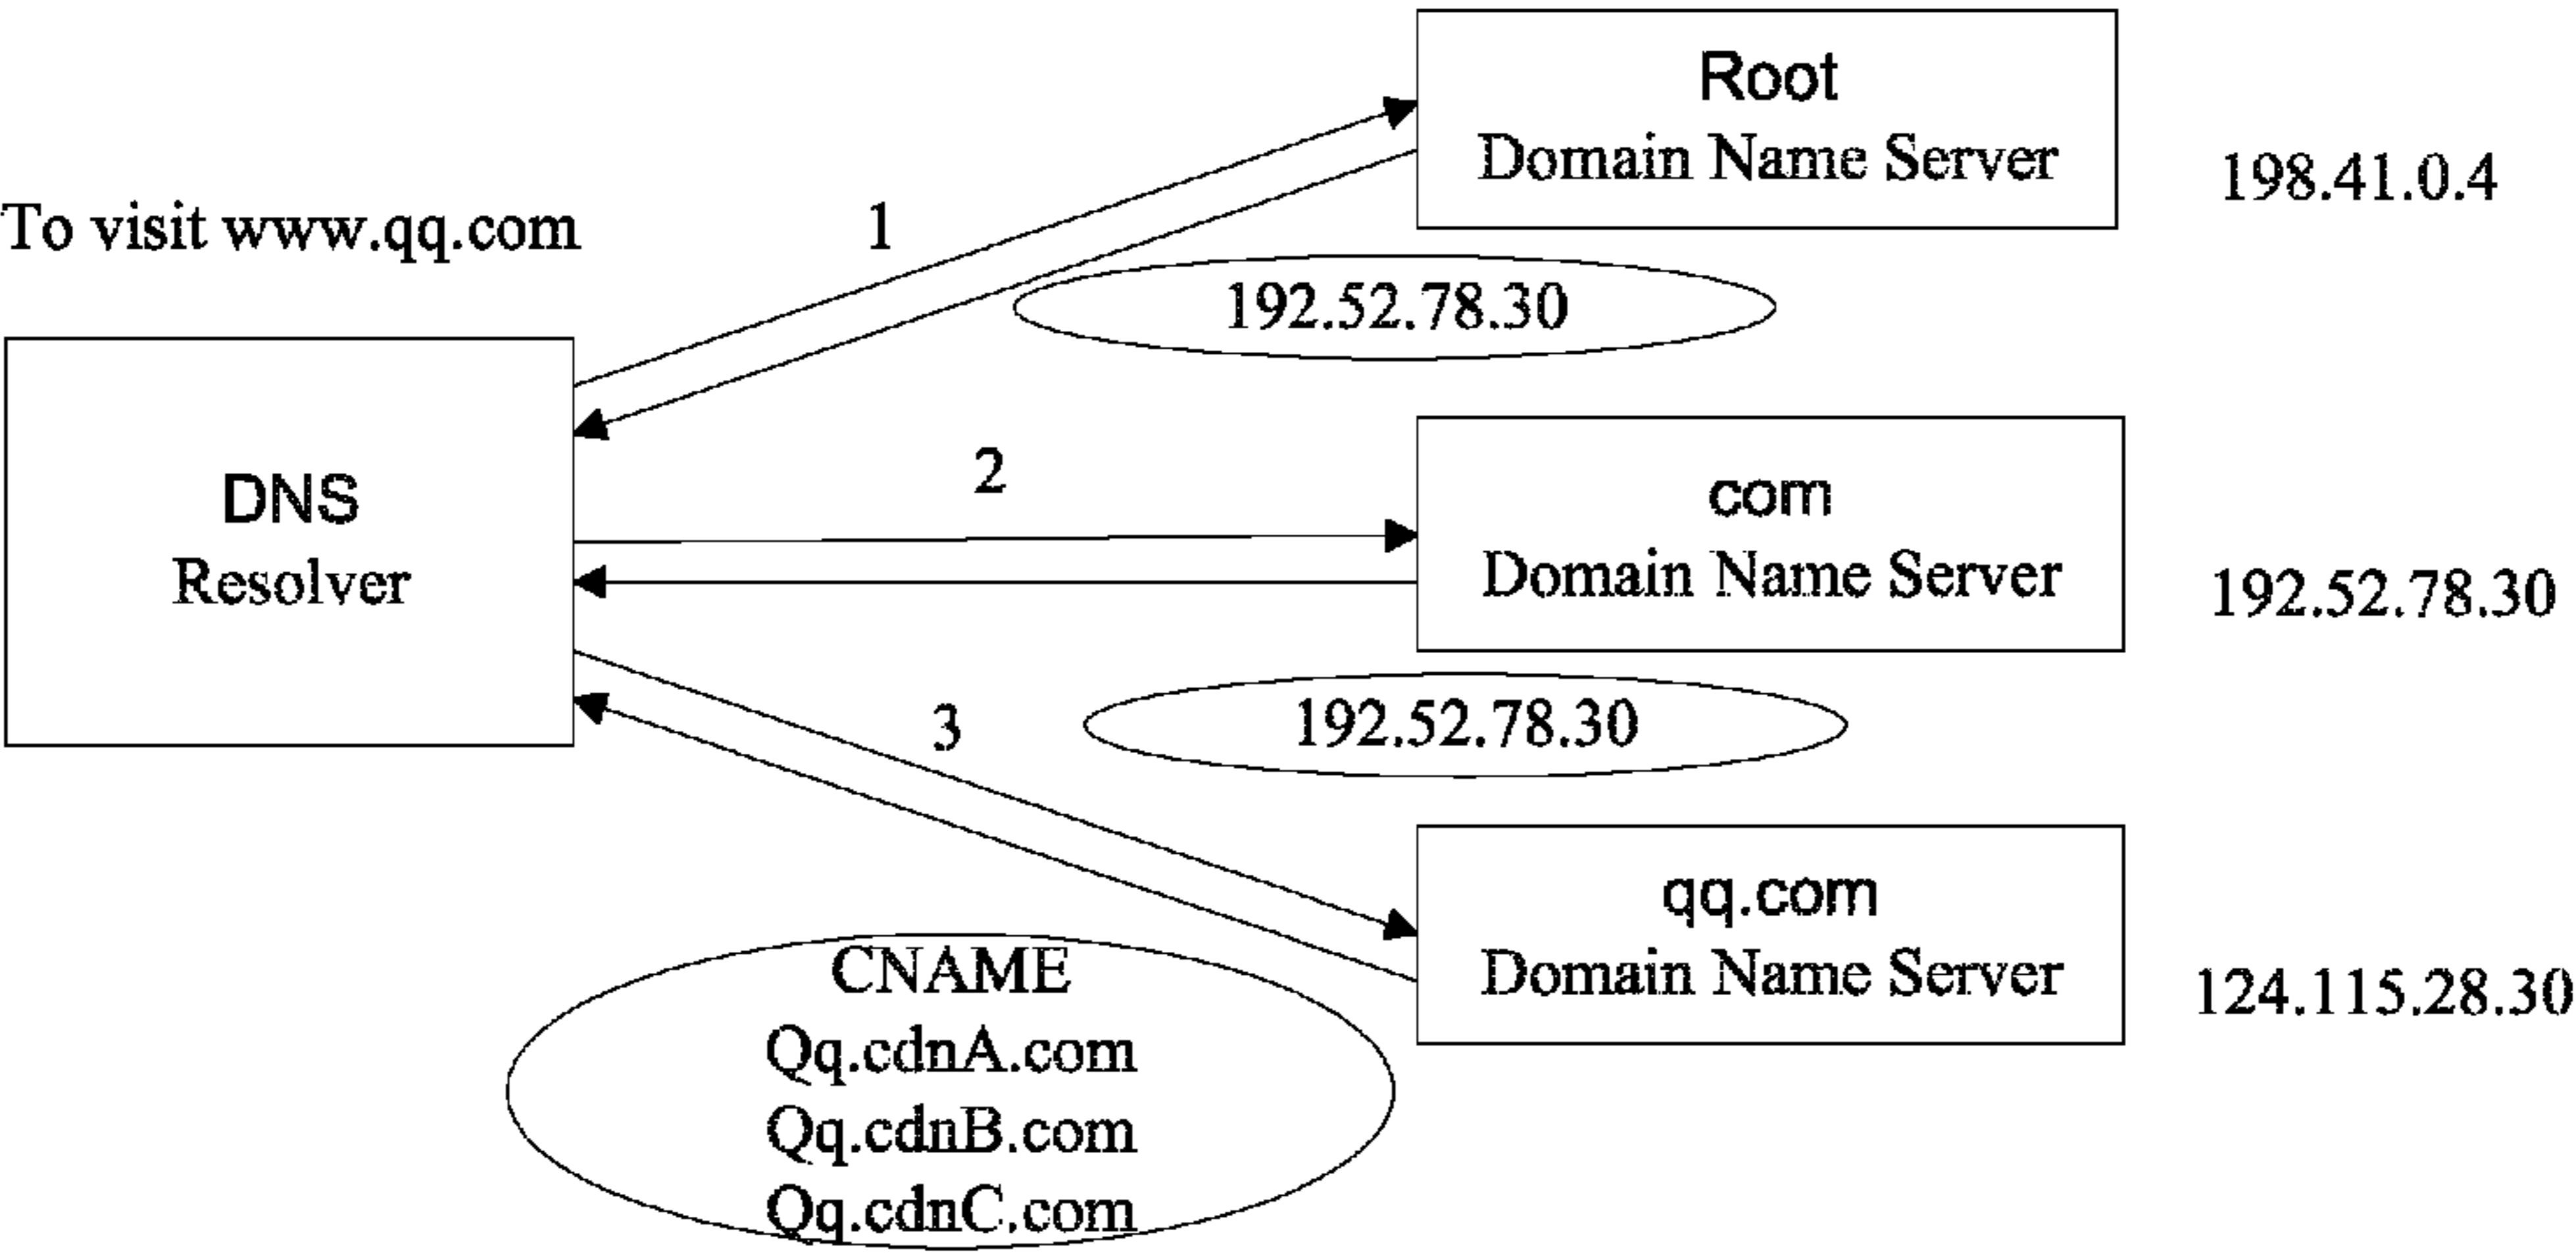 Root
Domain Name Server
198.41.0.4
To visit www.qq.com
1
192.52.78.30
DNS
Resolver
2
com
Domain Name Server
192.52.78.30
3
192.52.78.30
qq.com
Domain Name Server
124.115.28.30
CNAME
Qq.cdnA.com
Qq.cdnB.com
Qq.cdnC.com